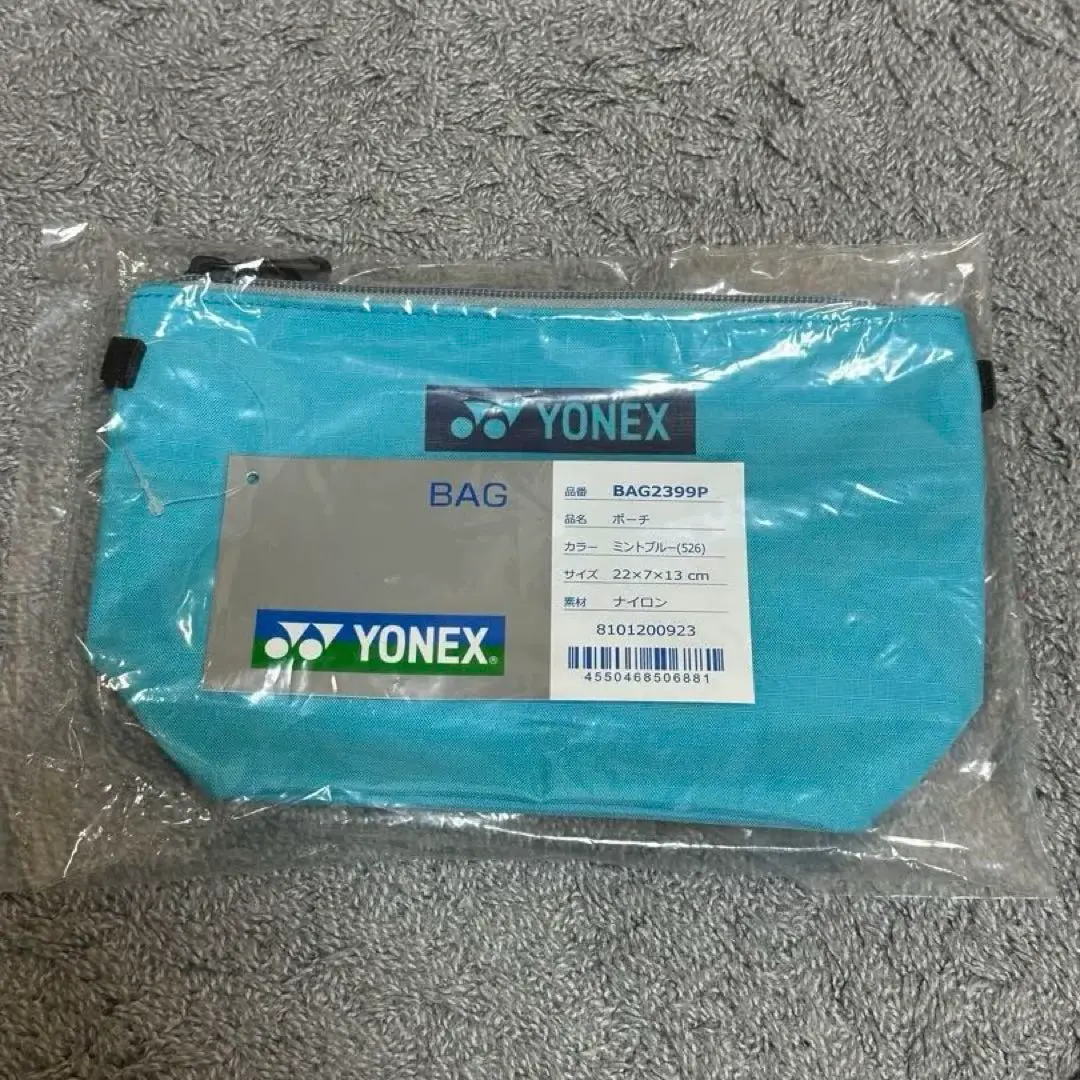 YONEX
BAG
YONEX®
品番 BAG2399P
品名 ポーチ
カラー ミントブルー(526)
サイズ 22×7×13 cm
素材 ナイロン
8101200923
4550468506881